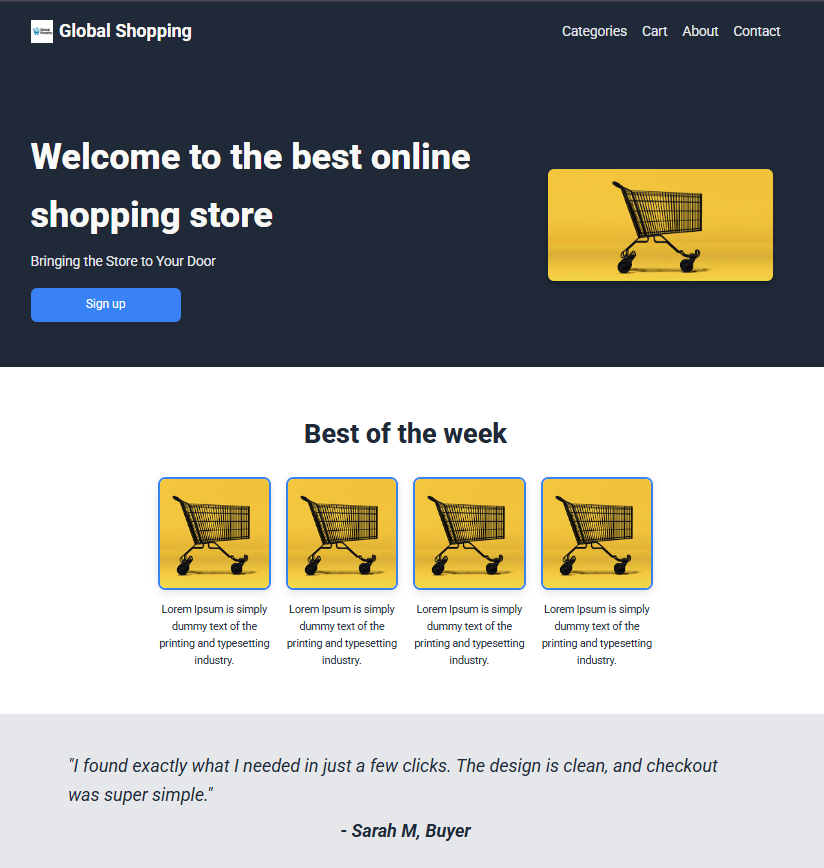 Global Shopping
Categories Cart About Contact
Welcome to the best online
shopping store
Bringing the Store to Your Door
Sign up
Best of the week
Lorem Ipsum is simply
dummy text of the
printing and typesetting
industry.
Lorem Ipsum is simply
dummy text of the
printing and typesetting
industry.
Lorem Ipsum is simply
dummy text of the
printing and typesetting
industry.
Lorem Ipsum is simply
dummy text of the
printing and typesetting
industry.
"I found exactly what I needed in just a few clicks. The design is clean, and checkout
was super simple."
- Sarah M, Buyer